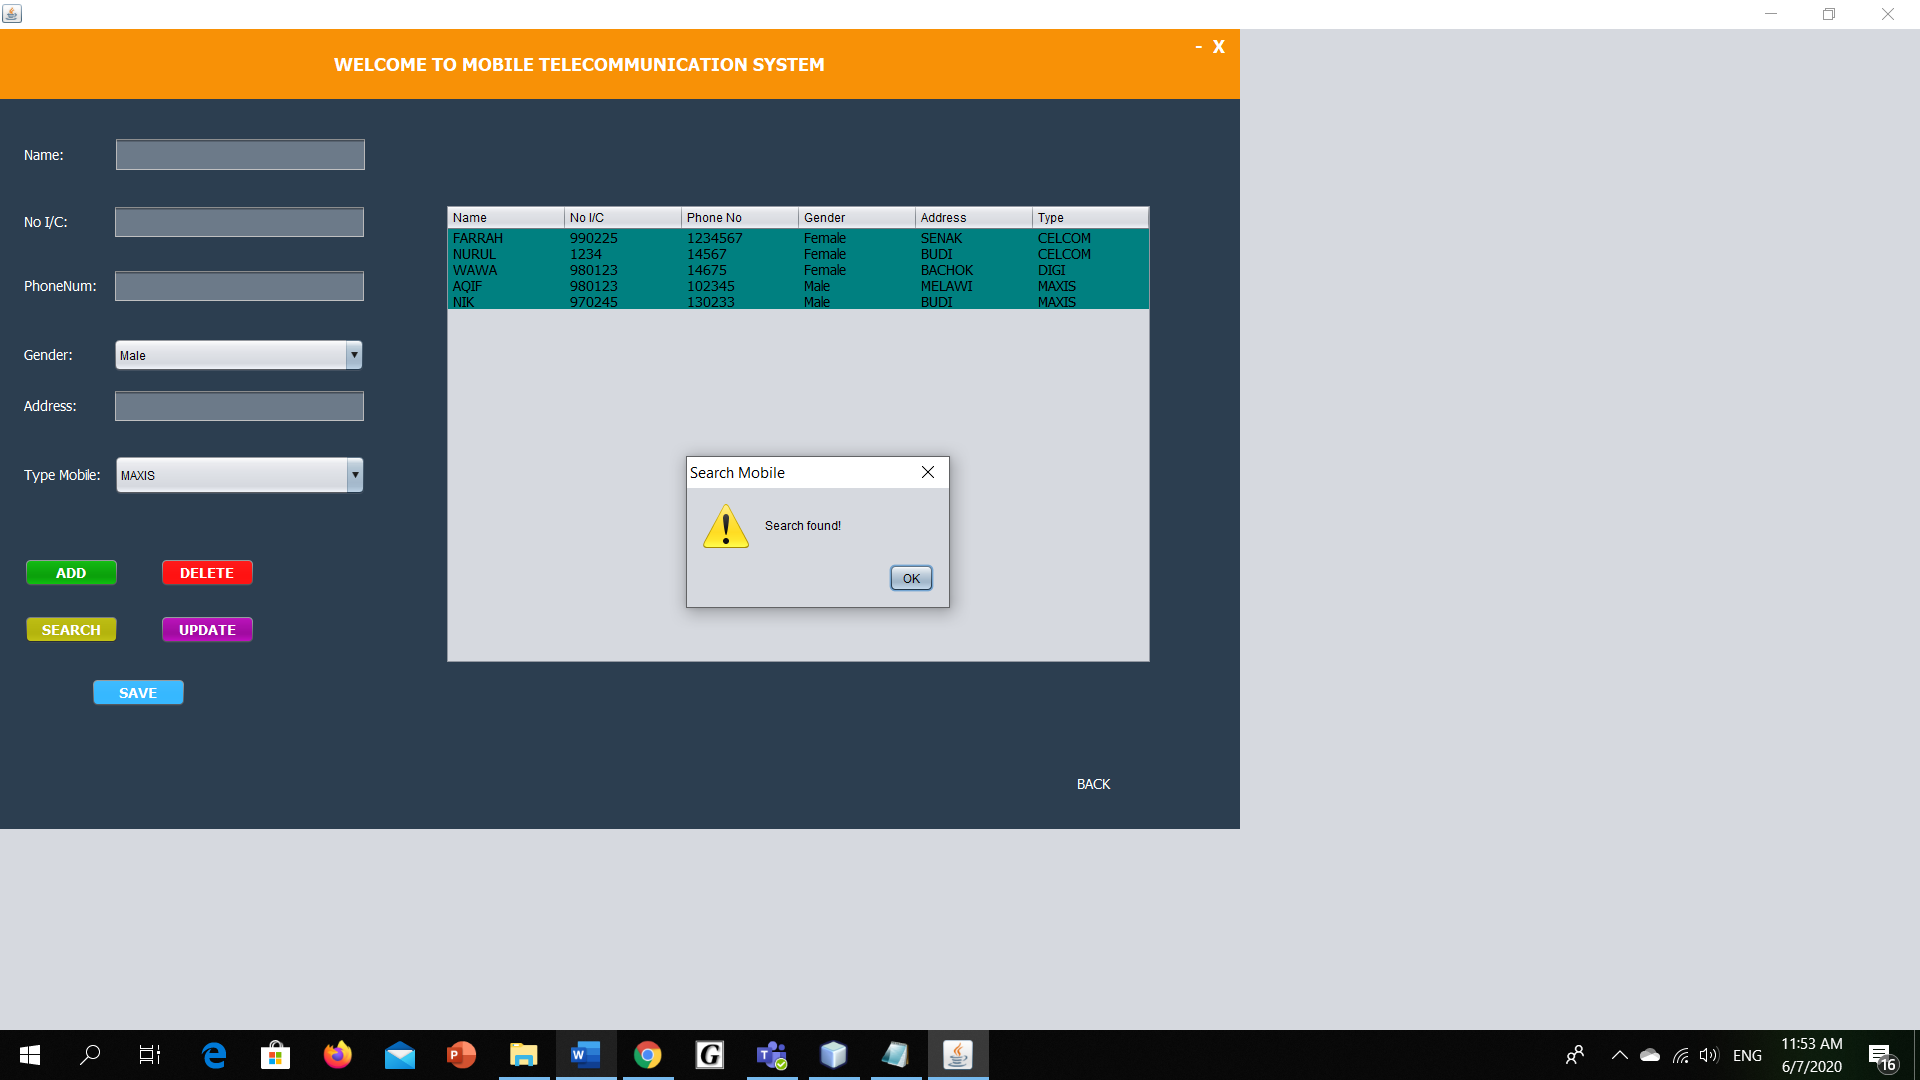 - X
WELCOME TO MOBILE TELECOMMUNICATION SYSTEM
Name:
No I/C:
PhoneNum:
Gender: Male
Address:
Type Mobile: MAXIS
ADD DELETE
SEARCH UPDATE
SAVE
Name No I/C Phone No Gender Address Type
FARRAH 990225 1234567 Female SENAK CELCOM
NURUL 1234 14567 Female BUDI CELCOM
WAWA 980123 14675 Female BACHOK DIGI
AQIF 980123 102345 Male MELAWI MAXIS
NIK 970245 130233 Male BUDI MAXIS
Search Mobile
Search found!
OK
BACK
ENG
11:53 AM
6/7/2020
16